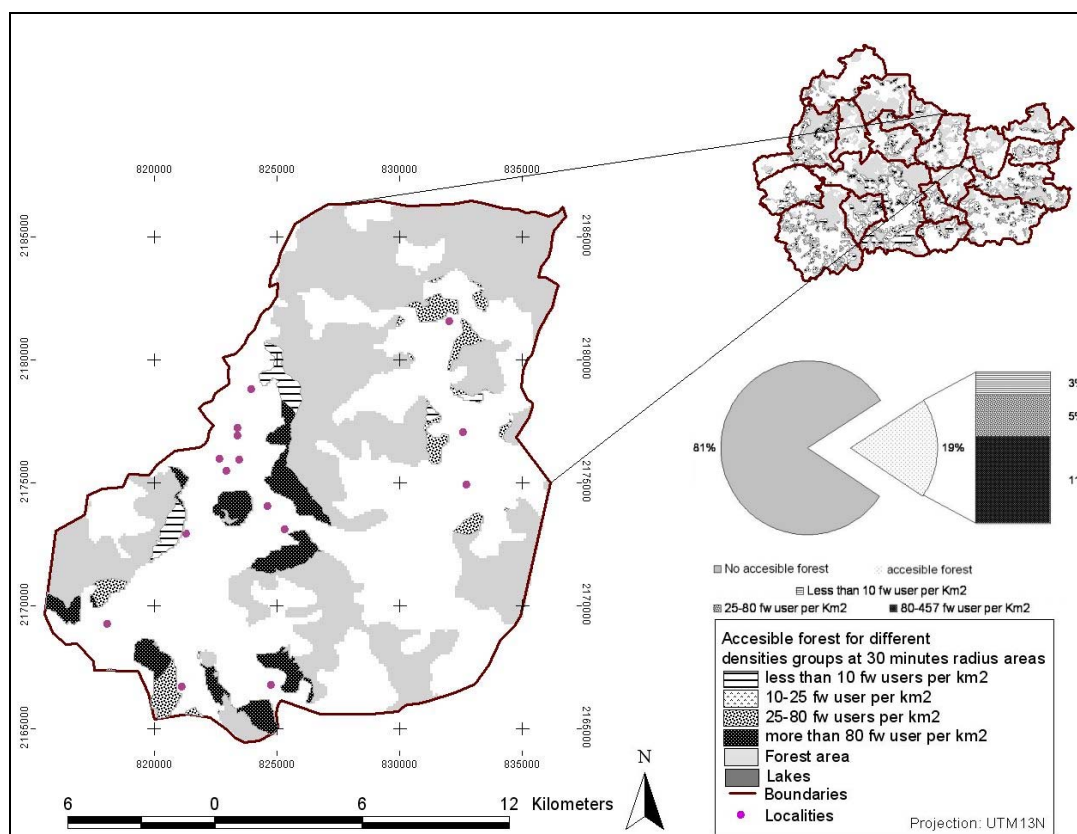 820000 825000 830000 835000
2185000
2180000
2175000
2170000
2165000
2185000
2180000
2175000
2170000
2165000
820000 825000 830000 835000
6 0 6 12 Kilometers
N
81%
19%
3%
5%
11
No accesible forest accesible forest
Less than 10 fw user per Km2
25-80 fw user per Km2 80-457 fw user per Km2
Accesible forest for different
densities groups at 30 minutes radius areas
less than 10 fw users per km2
10-25 fw user per km2
25-80 fw users per km2
more than 80 fw user per km2
Forest area
Lakes
Boundaries
Localities
Projection: UTM13N